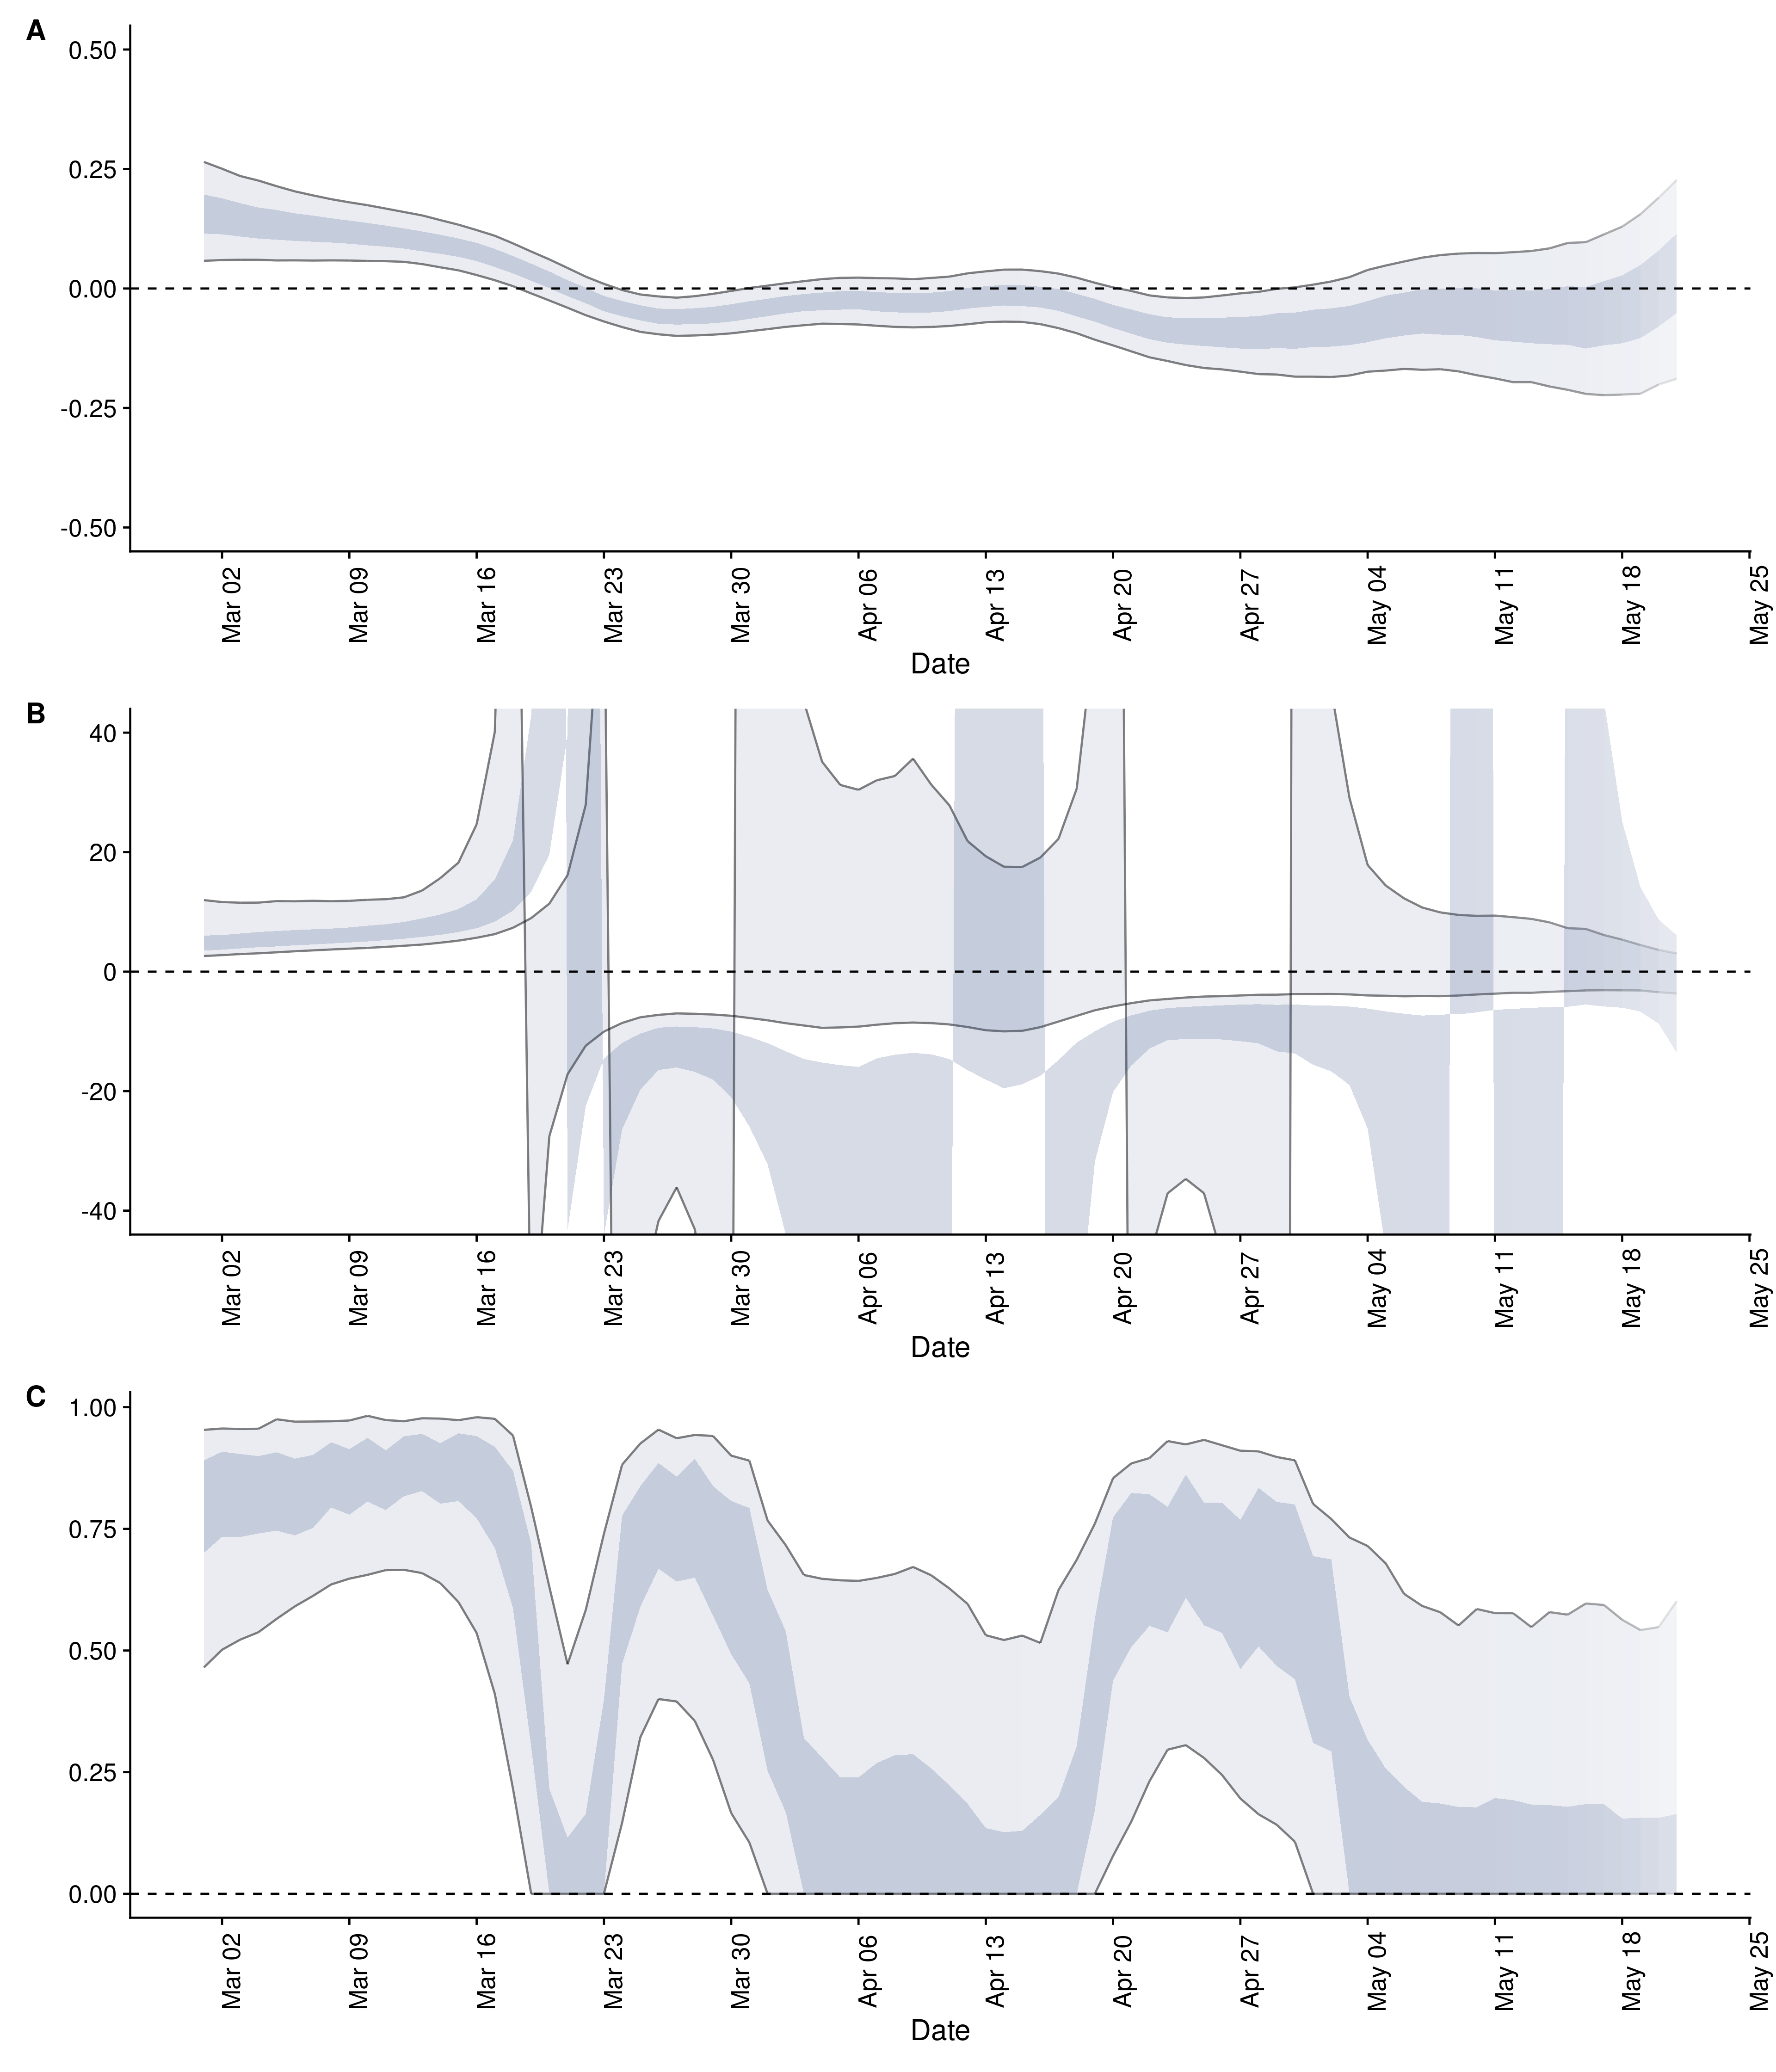 A
0.50
0.25
0.00
-0.25
-0.50
Mar 02
Mar 09
Mar 16
Mar 23
Mar 30
Apr 06
Apr 13
Apr 20
Apr 27
May 04
May 11
May 18
May 25
Date
B
40
20
0
-20
-40
Mar 02
Mar 09
Mar 16
Mar 23
Mar 30
Apr 06
Apr 13
Apr 20
Apr 27
May 04
May 11
May 18
May 25
Date
C
1.00
0.75
0.50
0.25
0.00
Mar 02
Mar 09
Mar 16
Mar 23
Mar 30
Apr 06
Apr 13
Apr 20
Apr 27
May 04
May 11
May 18
May 25
Date